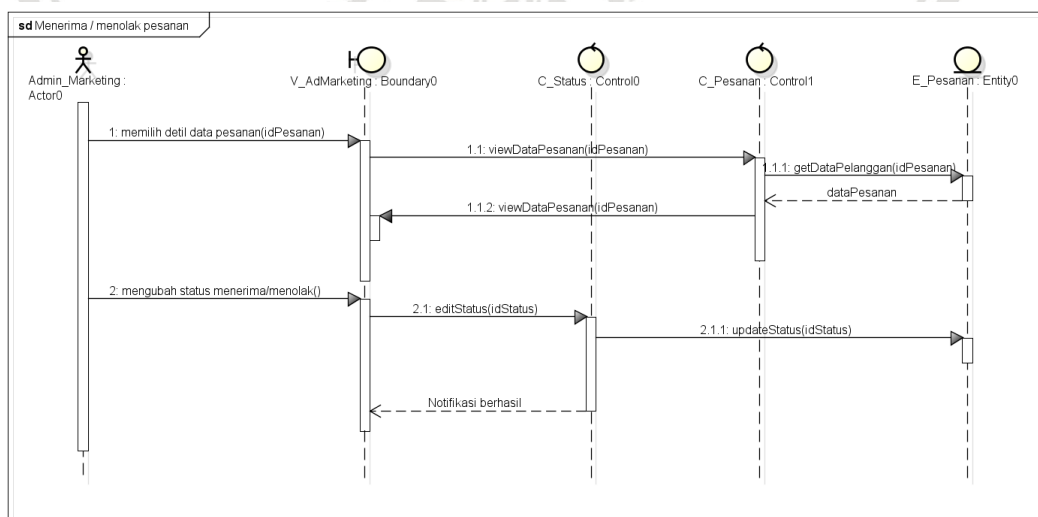 sd Menerima / menolak pesanan
Admin_Marketing :
Actor0
V_AdMarketing : Boundary0
C_Status : Control0
C_Pesanan : Control1
E_Pesanan : Entity0
1: memilih detil data pesanan(idPesanan)
1.1: viewDataPesanan(idPesanan)
1.1.1: getDataPelanggan(idPesanan)
dataPesanan
1.1.2: viewDataPesanan(idPesanan)
2: mengubah status menerima/menolak()
2.1: editStatus(idStatus)
2.1.1: updateStatus(idStatus)
Notifikasi berhasil